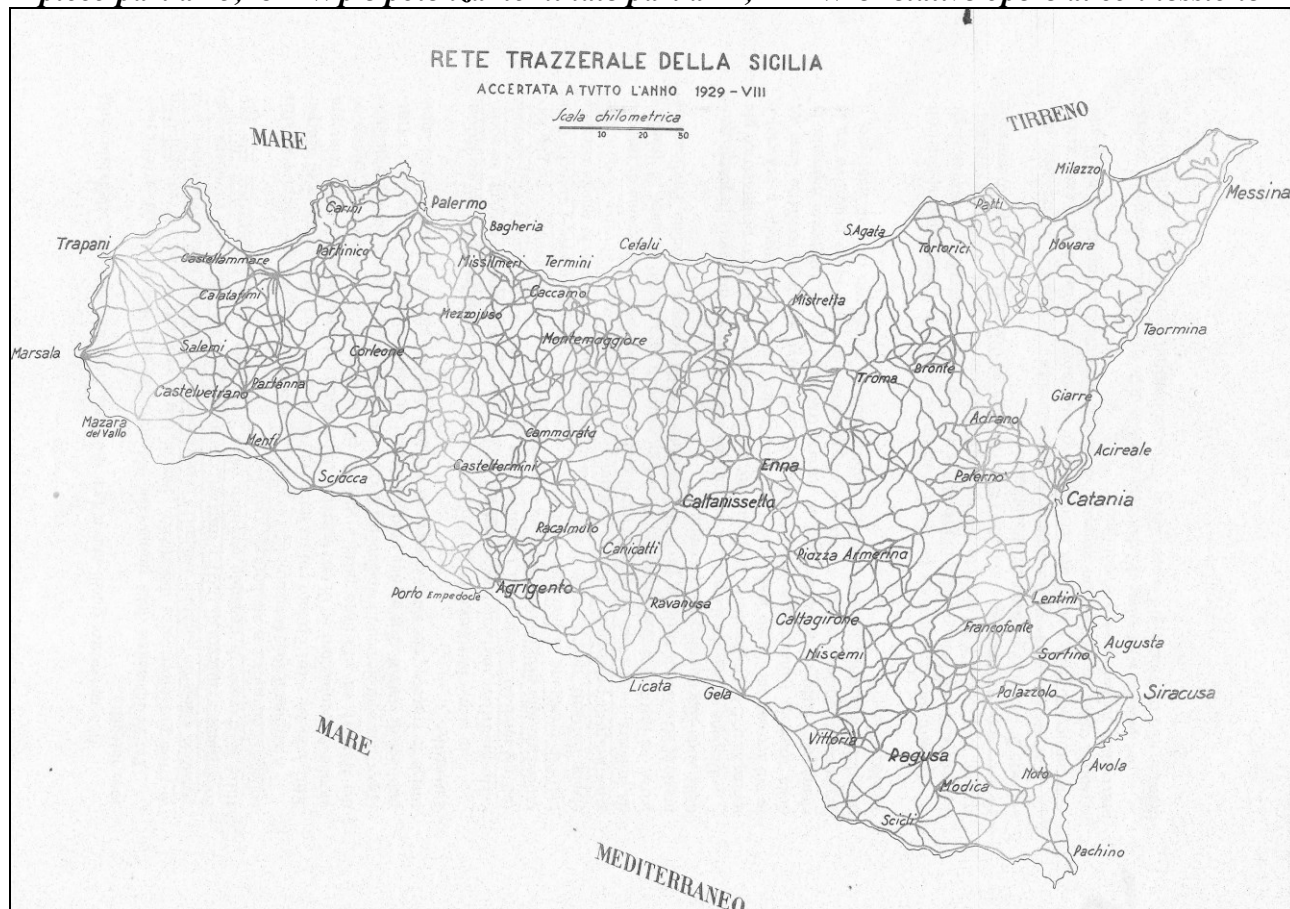 RETE TRAZZERALE DELLA SICILIA
ACCERTATA A TVTTO L'ANNO 1929 - VIII
Scala chilometrica
10 20 50
MARE
TIRRENO
Milazzo
Messina
Carini
Palermo
Patti
Bagheria
S.Agata
Trapani
Castellammare
Partinico
Missilmeri
Termini
Cefalù
Tortorici
Novara
Calatafimi
Caccamo
Mistretta
Mezzojuso
Taormina
Marsala
Salemi
Corleone
Montemaggiore
Troina
Bronte
Castelvetrano
Partanna
Giarre
Mazara
del Vallo
Adrano
Menfi
Cammarata
Acireale
Sciacca
Casteltermini
Enna
Paternò
Caltanissetta
Catania
Racalmuto
Canicatti
Piazza Armerina
Porto Empedocle
Agrigento
Ravanusa
Lentini
Caltagirone
Francofonte
Augusta
Niscemi
Sortino
Licata
Gela
Palazzolo
Siracusa
MARE
Vittoria
Ragusa
Noto
Avola
Modica
Scicli
Pachino
MEDITERRANEO